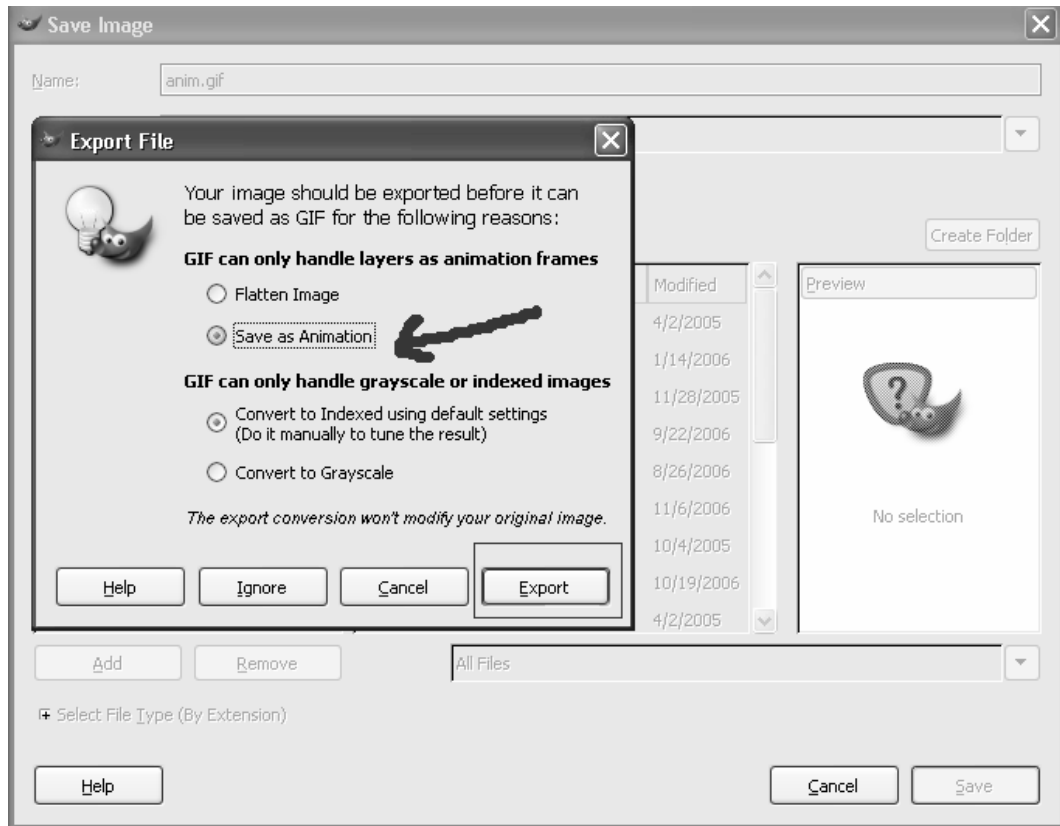 Save Image
Name:
anim.gif
Export File
Your image should be exported before it can
be saved as GIF for the following reasons:
GIF can only handle layers as animation frames
Flatten Image
Save as Animation
GIF can only handle grayscale or indexed images
Convert to Indexed using default settings
(Do it manually to tune the result)
Convert to Grayscale
The export conversion won't modify your original image.
Help
Ignore
Cancel
Export
Create Folder
Modified
4/2/2005
1/14/2006
11/28/2005
9/22/2006
8/26/2006
11/6/2006
10/4/2005
10/19/2006
4/2/2005
Preview
?
No selection
Add
Remove
All Files
Select File Type (By Extension)
Help
Cancel
Save